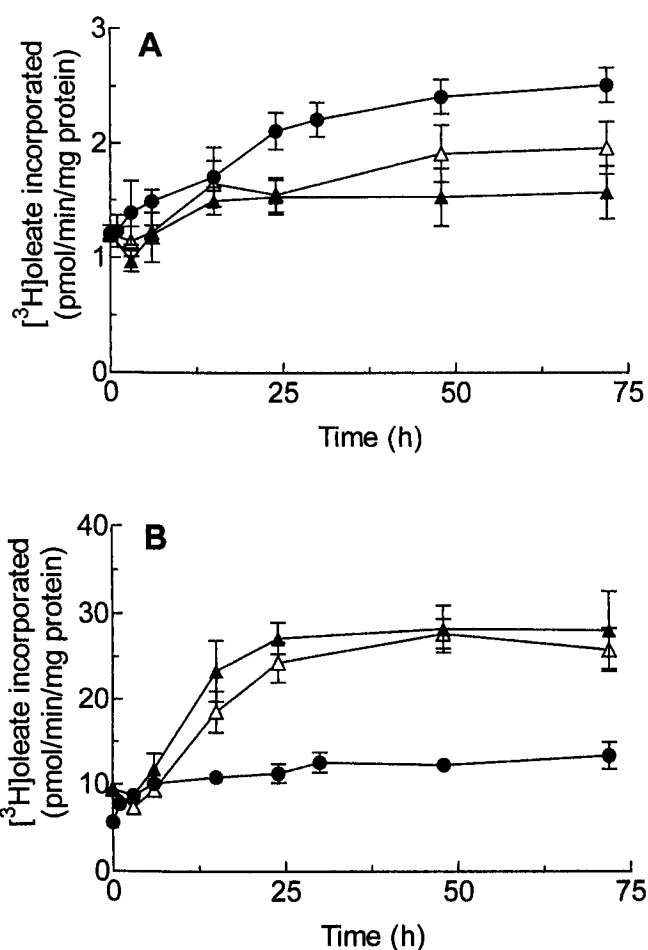 A
[³H]oleate incorporated
(pmol/min/mg protein)
3
2
1
0
0 25 50 75
Time (h)
B
[³H]oleate incorporated
(pmol/min/mg protein)
40
30
20
10
0
0 25 50 75
Time (h)